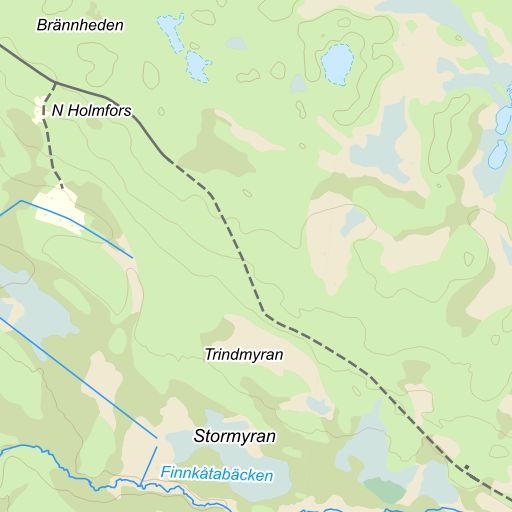 Brännheden
N Holmfors
Trindmyran
Stormyran
Finnkåtabäcken